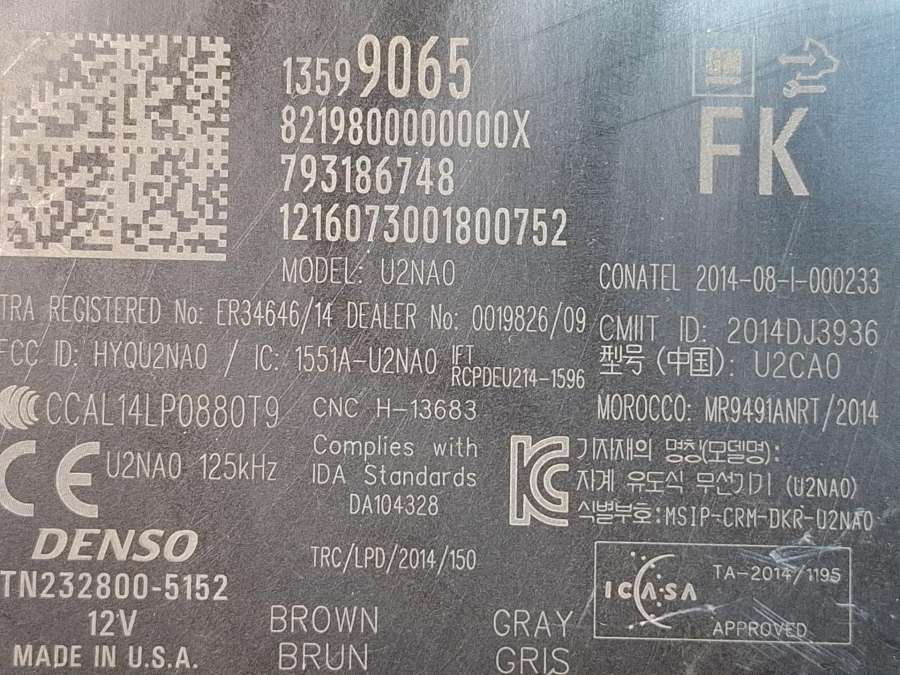 GM
13599065
8219800000000X
793186748
1216073001800752
FK
MODEL: U2NA0
CONATEL 2014-08-I-000233
TRA REGISTERED No: ER34646/14 DEALER No: 0019826/09
CMIIT ID: 2014DJ3936
FCC ID: HYQU2NA0 / IC: 1551A-U2NA0 IFT RCPDEU214-1596
型号 (中国): U2CA0
CCAL14LP0880T9
CNC H-13683
MOROCCO: MR9491ANRT/2014
CE U2NA0 125kHz
Complies with
IDA Standards
DA104328
기자재의 명칭(모델명):
자계 유도식 무선기기 (U2NA0)
식별부호:MSIP-CRM-DKR-U2NA0
DENSO
TN232800-5152
12V
MADE IN U.S.A.
TRC/LPD/2014/150
BROWN
BRUN
GRAY
GRIS
ICASA
TA-2014/1195
APPROVED